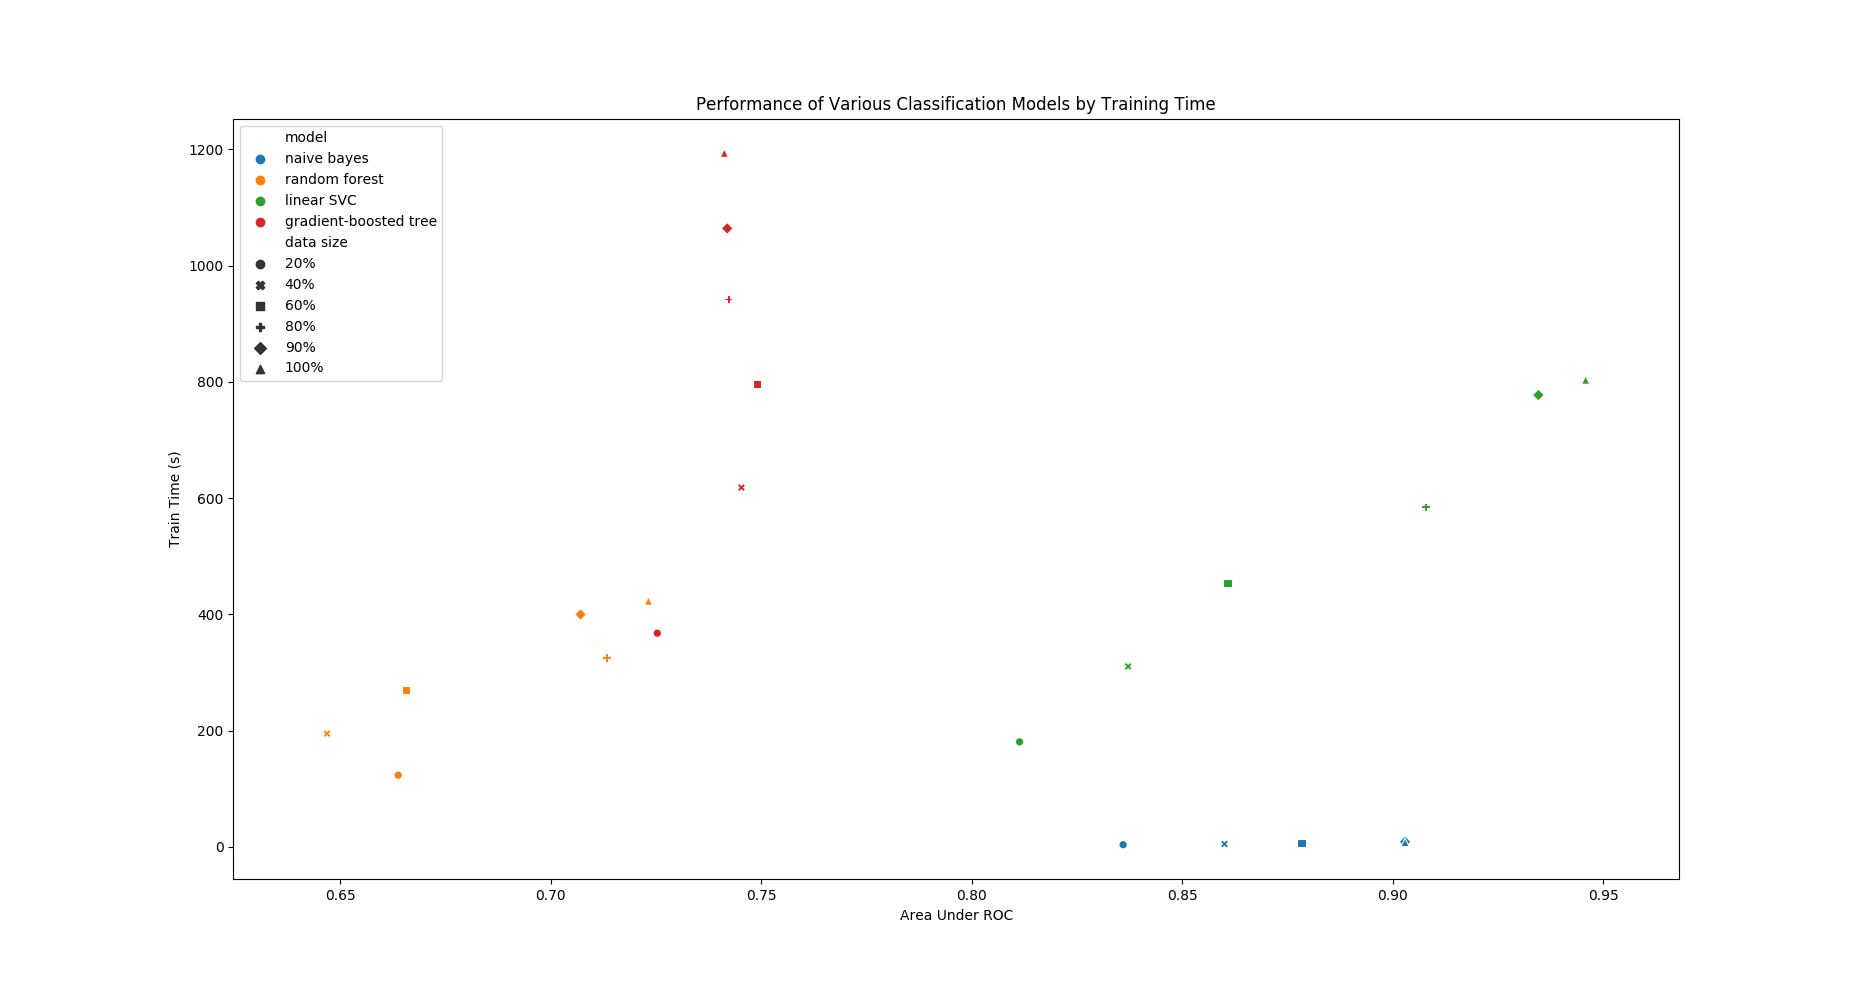 Performance of Various Classification Models by Training Time
model
naive bayes
random forest
linear SVC
gradient-boosted tree
data size
20%
40%
60%
80%
90%
100%
1200
1000
800
600
400
200
0
Train Time (s)
0.65 0.70 0.75 0.80 0.85 0.90 0.95
Area Under ROC